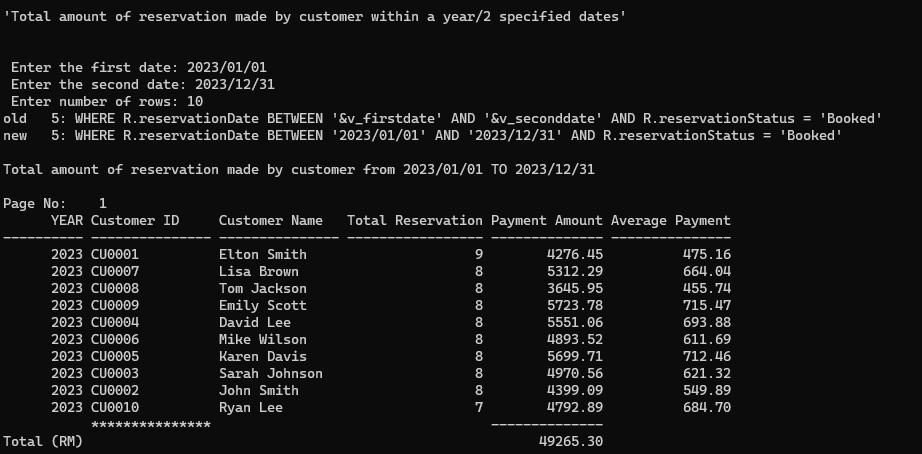 'Total amount of reservation made by customer within a year/2 specified dates'
Enter the first date: 2023/01/01
Enter the second date: 2023/12/31
Enter number of rows: 10
old   5: WHERE R.reservationDate BETWEEN '&v_firstdate' AND '&v_seconddate' AND R.reservationStatus = 'Booked'
new   5: WHERE R.reservationDate BETWEEN '2023/01/01' AND '2023/12/31' AND R.reservationStatus = 'Booked'
Total amount of reservation made by customer from 2023/01/01 TO 2023/12/31
Page No:    1
      YEAR Customer ID     Customer Name   Total Reservation Payment Amount Average Payment
---------- --------------- --------------- ----------------- -------------- ---------------
      2023 CU0001          Elton Smith                     9        4276.45          475.16
      2023 CU0007          Lisa Brown                      8        5312.29          664.04
      2023 CU0008          Tom Jackson                     8        3645.95          455.74
      2023 CU0009          Emily Scott                     8        5723.78          715.47
      2023 CU0004          David Lee                       8        5551.06          693.88
      2023 CU0006          Mike Wilson                     8        4893.52          611.69
      2023 CU0005          Karen Davis                     8        5699.71          712.46
      2023 CU0003          Sarah Johnson                   8        4970.56          621.32
      2023 CU0002          John Smith                      8        4399.09          549.89
      2023 CU0010          Ryan Lee                        7        4792.89          684.70
           ***************                                   --------------
Total (RM)                                                         49265.30